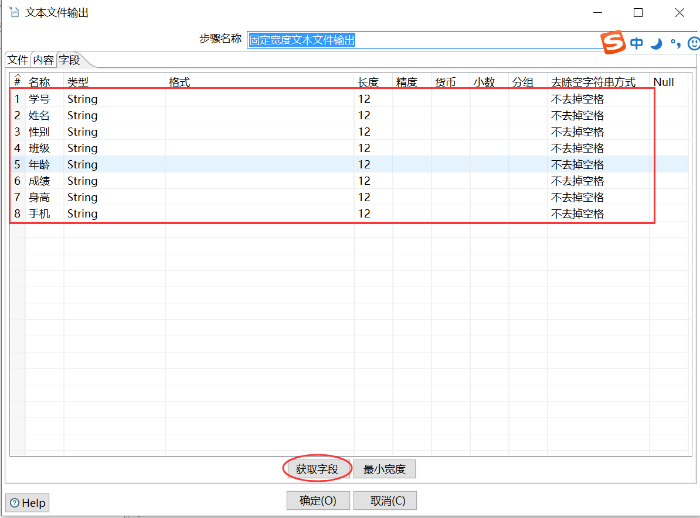 文本文件输出
步骤名称 固定宽度文本文件输出
S 中
文件 内容 字段
# 名称 类型 格式 长度 精度 货币 小数 分组 去除空字符串方式 Null
1 学号 String 12 不去掉空格
2 姓名 String 12 不去掉空格
3 性别 String 12 不去掉空格
4 班级 String 12 不去掉空格
5 年龄 String 12 不去掉空格
6 成绩 String 12 不去掉空格
7 身高 String 12 不去掉空格
8 手机 String 12 不去掉空格
获取字段 最小宽度
Help 确定(O) 取消(C)